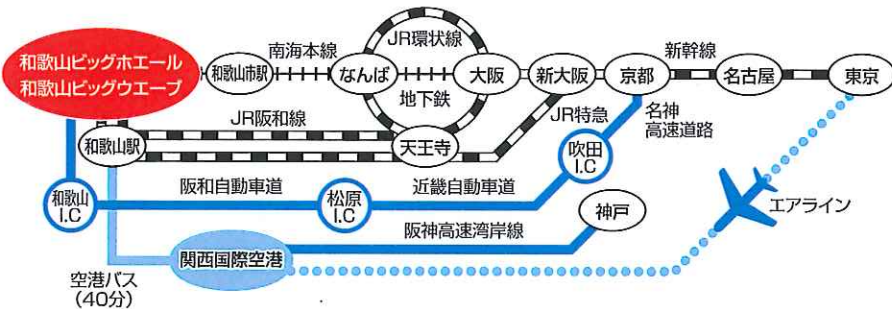 和歌山ビッグホエール
和歌山ビッグウエーブ
和歌山市駅
南海本線
なんば
JR環状線
地下鉄
大阪
新大阪
京都
新幹線
名古屋
東京
JR阪和線
和歌山駅
天王寺
JR特急
名神
高速道路
吹田
I.C
和歌山
I.C
阪和自動車道
松原
I.C
近畿自動車道
神戸
エアライン
阪神高速湾岸線
関西国際空港
空港バス
(40分)